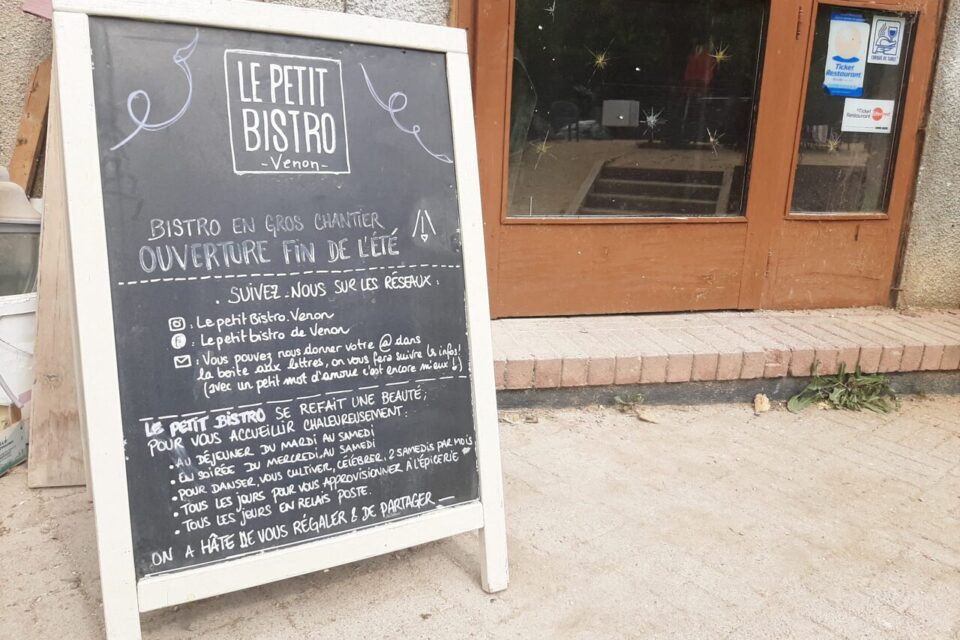 LE PETIT
BISTRO
-Venon-
BISTRO EN GROS CHANTIER
OUVERTURE FIN DE L'ÉTÉ
. SUIVEZ-NOUS SUR LES RÉSEAUX :
: Le petit Bistro.Venon
: Le petit bistro de Venon
: Vous pouvez nous donner votre @ dans
la boite aux lettres, on vous fera suivre les infos!
(avec un petit mot d'amour c'est encore mieux !)
LE PETIT BISTRO SE REFAIT UNE BEAUTÉ;
POUR VOUS ACCUEILLIR CHALEUREUSEMENT:
• AU DÉJEUNER DU MARDI AU SAMEDI
• EN SOIRÉE DU MERCREDI AU SAMEDI
• POUR DANSER, VOUS CULTIVER, CÉLÉBRER, 2 SAMEDIS PAR MOIS
• TOUS LES JOURS POUR VOUS APPROVISIONNER À L'ÉPICERIE
• TOUS LES JOURS EN RELAIS POSTE.
ON A HÂTE DE VOUS RÉGALER & DE PARTAGER
Ticket
Restaurant
CHÈQUE DE TABLE
Ticket
Restaurant